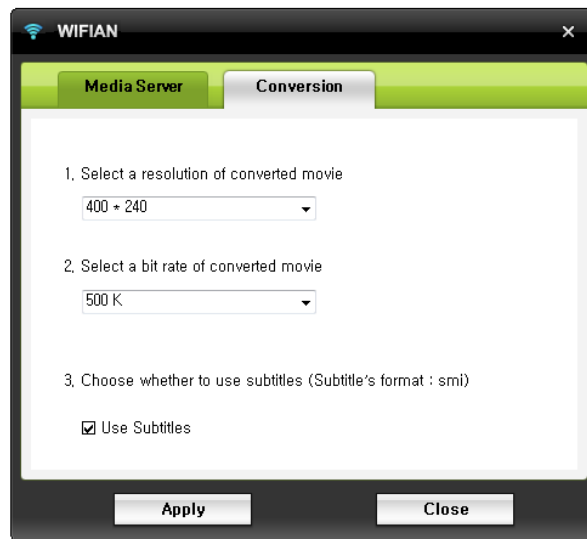 WIFIAN
Media Server
Conversion
1. Select a resolution of converted movie
400 * 240
2. Select a bit rate of converted movie
500 K
3. Choose whether to use subtitles (Subtitle's format : smi)
Use Subtitles
Apply
Close